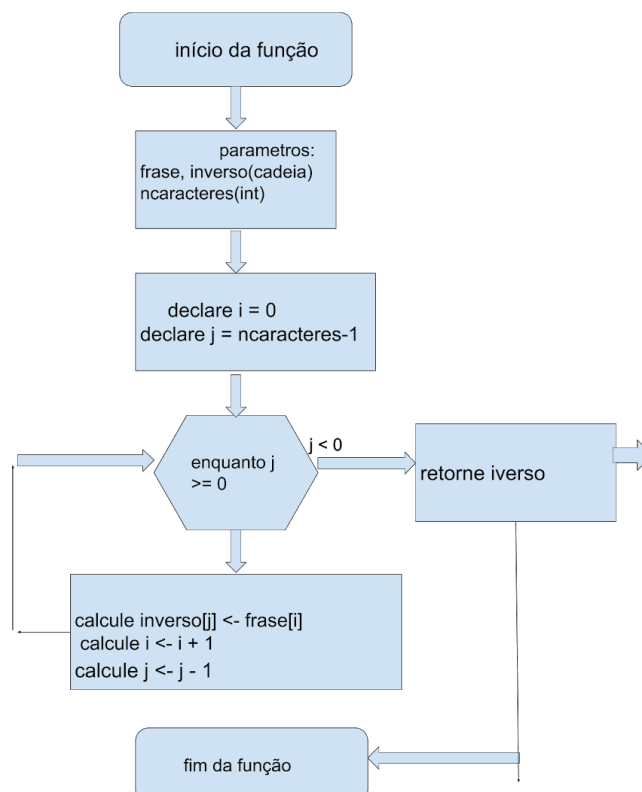 início da função
parametros:
frase, inverso(cadeia)
ncaracteres(int)
declare i = 0
declare j = ncaracteres-1
enquanto j
>= 0
j < 0
retorne iverso
calcule inverso[j] <- frase[i]
calcule i <- i + 1
calcule j <- j - 1
fim da função